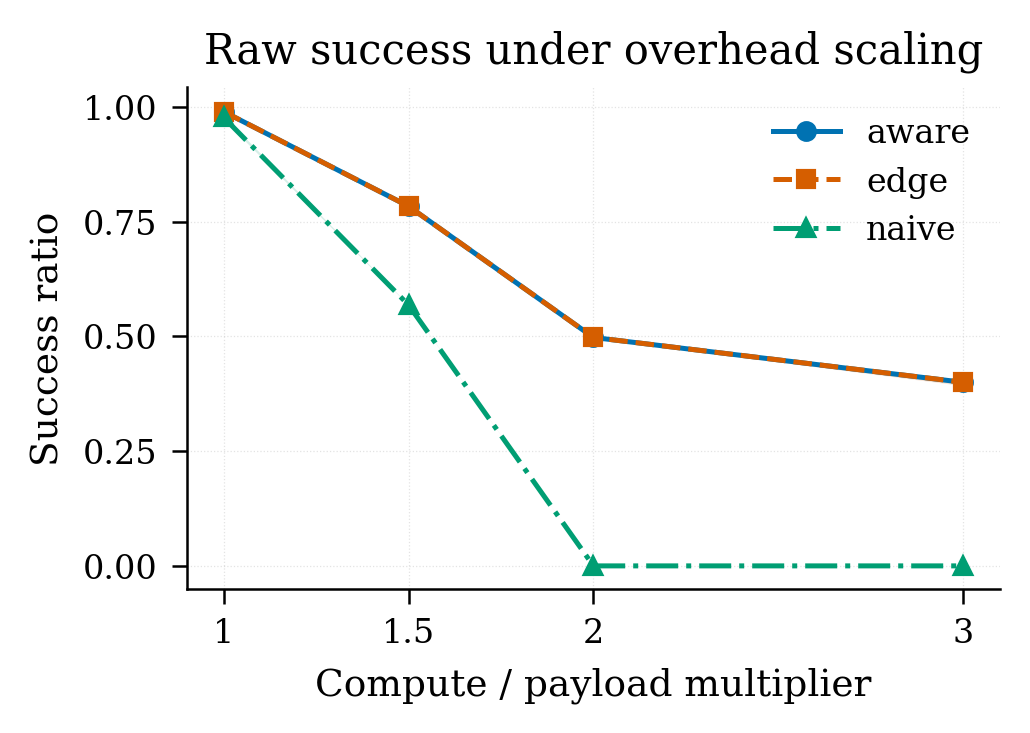 Raw success under overhead scaling
1.00
0.75
0.50
0.25
0.00
Success ratio
aware
edge
naive
1 1.5 2 3
Compute / payload multiplier